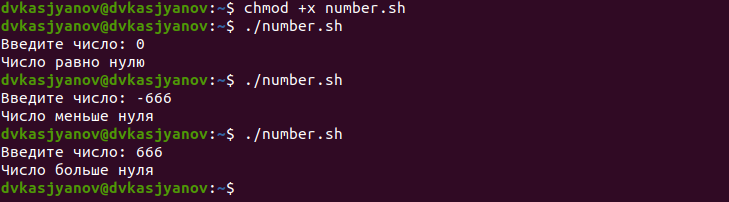 dvkasjyanov@dvkasjyanov:~$ chmod +x number.sh
dvkasjyanov@dvkasjyanov:~$ ./number.sh
Введите число: 0
Число равно нулю
dvkasjyanov@dvkasjyanov:~$ ./number.sh
Введите число: -666
Число меньше нуля
dvkasjyanov@dvkasjyanov:~$ ./number.sh
Введите число: 666
Число больше нуля
dvkasjyanov@dvkasjyanov:~$